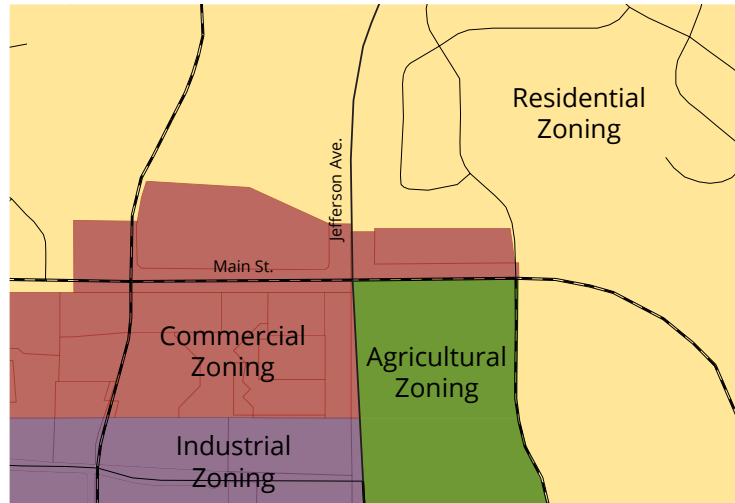 Residential
Zoning
Jefferson Ave.
Main St.
Commercial
Zoning
Agricultural
Zoning
Industrial
Zoning